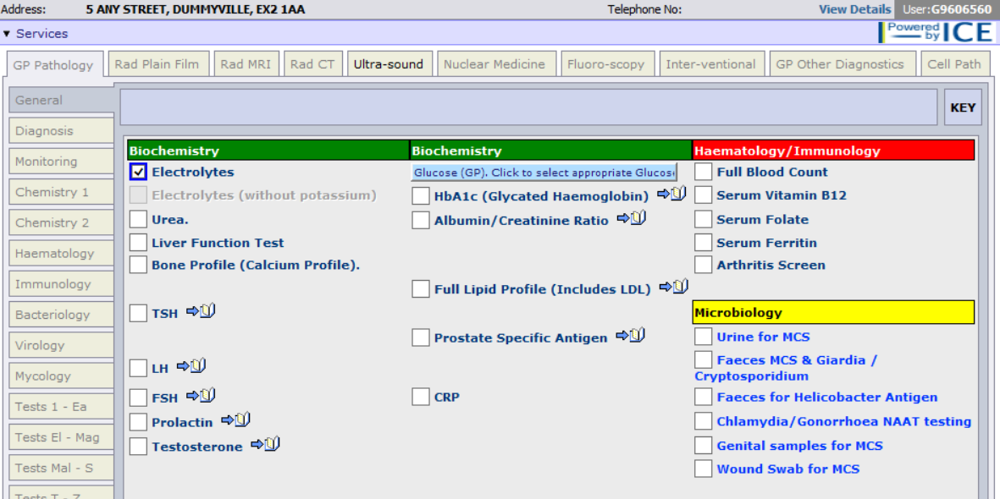 Address: 5 ANY STREET, DUMMYVILLE, EX2 1AA Telephone No: View Details User:G9606560
▼ Services Powered by ICE
GP Pathology Rad Plain Film Rad MRI Rad CT Ultra-sound Nuclear Medicine Fluoro-scopy Inter-ventional GP Other Diagnostics Cell Path
General
Diagnosis
Monitoring
Chemistry 1
Chemistry 2
Haematology
Immunology
Bacteriology
Virology
Mycology
Tests 1 - Ea
Tests El - Mag
Tests Mal - S
Tests T - Z
KEY
Biochemistry
Electrolytes
Electrolytes (without potassium)
Urea.
Liver Function Test
Bone Profile (Calcium Profile).
TSH
LH
FSH
Prolactin
Testosterone
Biochemistry
Glucose (GP). Click to select appropriate Glucos
HbA1c (Glycated Haemoglobin)
Albumin/Creatinine Ratio
Full Lipid Profile (Includes LDL)
Prostate Specific Antigen
CRP
Haematology/Immunology
Full Blood Count
Serum Vitamin B12
Serum Folate
Serum Ferritin
Arthritis Screen
Microbiology
Urine for MCS
Faeces MCS & Giardia /
Cryptosporidium
Faeces for Helicobacter Antigen
Chlamydia/Gonorrhoea NAAT testing
Genital samples for MCS
Wound Swab for MCS